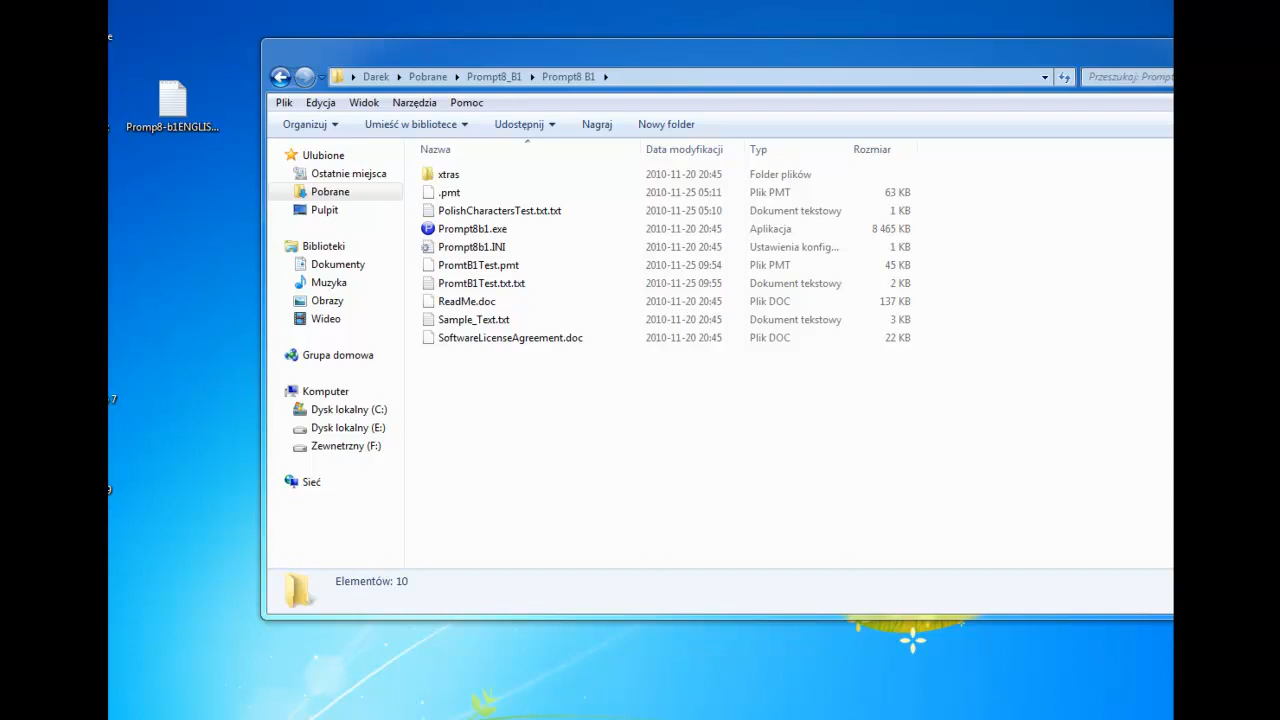 e
Promp8-b1ENGLIS...
7
9
Darek Pobrane Prompt8_B1 Prompt8 B1
Przeszukaj: Prompt
Plik Edycja Widok Narzędzia Pomoc
Organizuj Umieść w bibliotece Udostępnij Nagraj Nowy folder
Ulubione
Ostatnie miejsca
Pobrane
Pulpit
Biblioteki
Dokumenty
Muzyka
Obrazy
Wideo
Grupa domowa
Komputer
Dysk lokalny (C:)
Dysk lokalny (E:)
Zewnetrzny (F:)
Sieć
Nazwa Data modyfikacji Typ Rozmiar
xtras 2010-11-20 20:45 Folder plików
.pmt 2010-11-25 05:11 Plik PMT 63 KB
PolishCharactersTest.txt.txt 2010-11-25 05:10 Dokument tekstowy 1 KB
Prompt8b1.exe 2010-11-20 20:45 Aplikacja 8 465 KB
Prompt8b1.INI 2010-11-20 20:45 Ustawienia konfig... 1 KB
PromtB1Test.pmt 2010-11-25 09:54 Plik PMT 45 KB
PromtB1Test.txt.txt 2010-11-25 09:55 Dokument tekstowy 2 KB
ReadMe.doc 2010-11-20 20:45 Plik DOC 137 KB
Sample_Text.txt 2010-11-20 20:45 Dokument tekstowy 3 KB
SoftwareLicenseAgreement.doc 2010-11-20 20:45 Plik DOC 22 KB
Elementów: 10